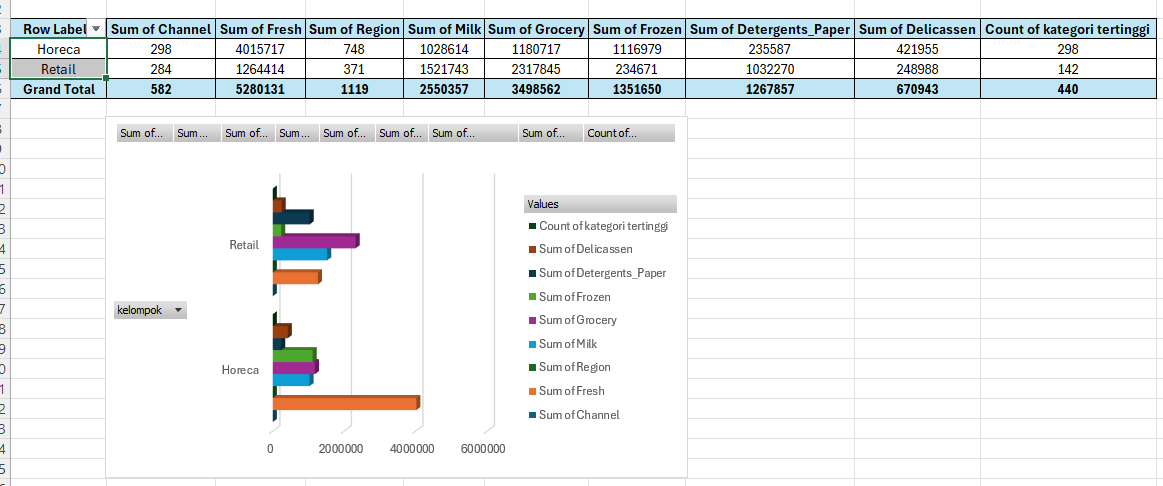 Row Label Sum of Channel Sum of Fresh Sum of Region Sum of Milk Sum of Grocery Sum of Frozen Sum of Detergents_Paper Sum of Delicassen Count of kategori tertinggi
Horeca 298 4015717 748 1028614 1180717 1116979 235587 421955 298
Retail 284 1264414 371 1521743 2317845 234671 1032270 248988 142
Grand Total 582 5280131 1119 2550357 3498562 1351650 1267857 670943 440
Sum of... Sum... Sum of... Sum... Sum of... Sum of... Sum of... Sum of... Count of...
Values
Count of kategori tertinggi
Sum of Delicassen
Sum of Detergents_Paper
Sum of Frozen
Sum of Grocery
Sum of Milk
Sum of Region
Sum of Fresh
Sum of Channel
Retail
kelompok
Horeca
0 2000000 4000000 6000000